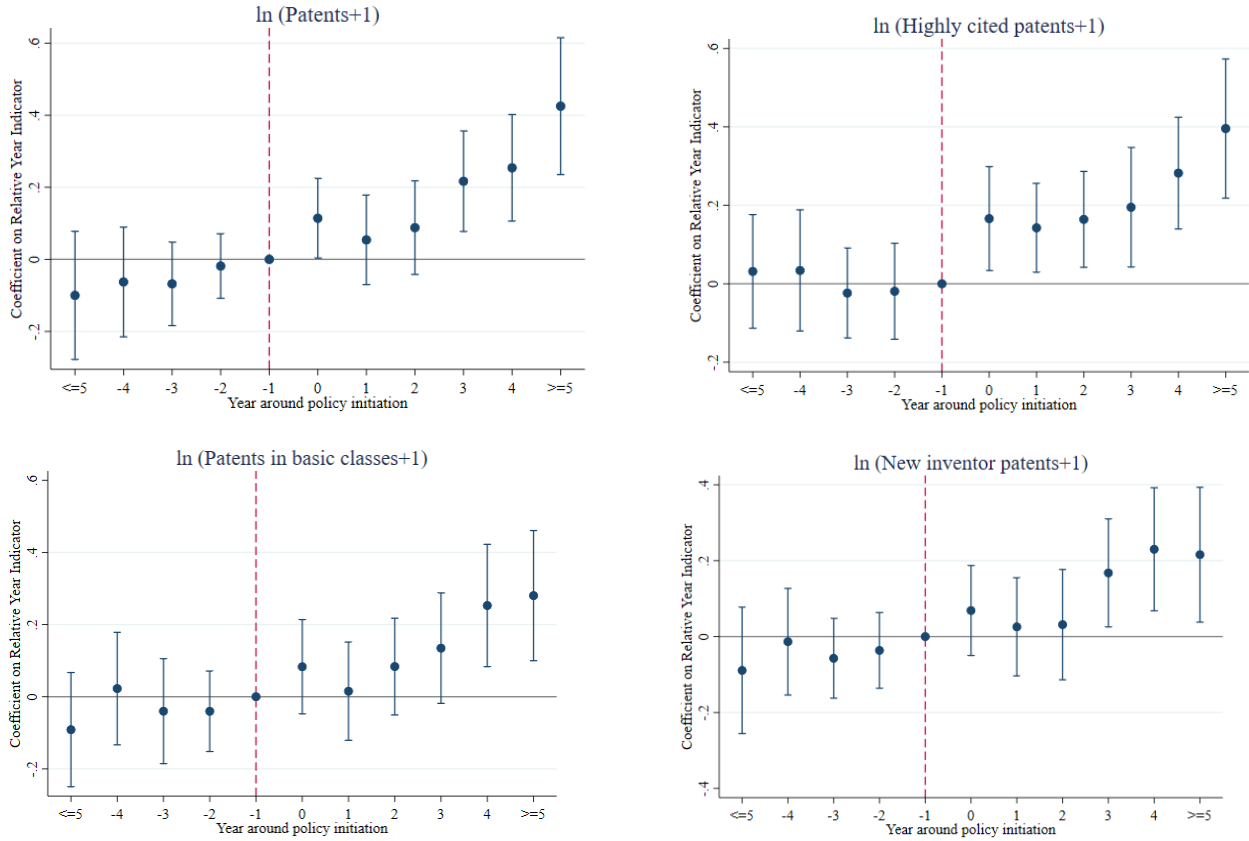 ln (Patents+1)
Coefficient on Relative Year Indicator
.6
.4
.2
0
-.2
<=5 -4 -3 -2 -1 0 1 2 3 4 >=5
Year around policy initiation
ln (Highly cited patents+1)
Coefficient on Relative Year Indicator
.6
.4
.2
0
-.2
<=5 -4 -3 -2 -1 0 1 2 3 4 >=5
Year around policy initiation
ln (Patents in basic classes+1)
Coefficient on Relative Year Indicator
.6
.4
.2
0
-.2
<=5 -4 -3 -2 -1 0 1 2 3 4 >=5
Year around policy initiation
ln (New inventor patents+1)
Coefficient on Relative Year Indicator
.4
.2
0
-.2
-.4
<=5 -4 -3 -2 -1 0 1 2 3 4 >=5
Year around policy initiation